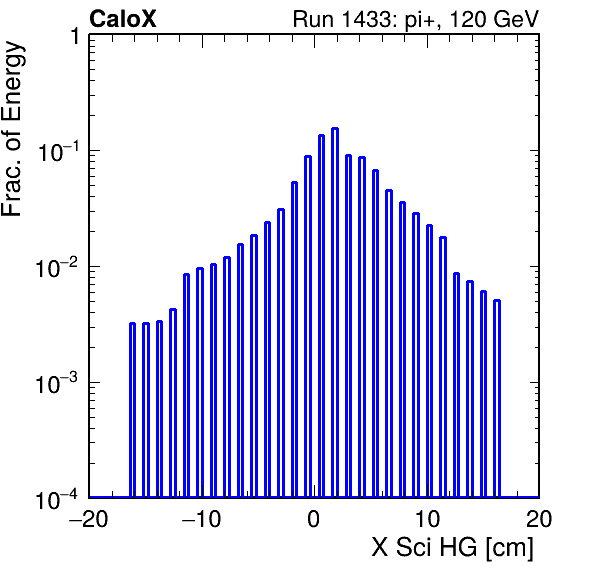 CaloX Run 1433: pi+, 120 GeV
Frac. of Energy
1
10⁻¹
10⁻²
10⁻³
10⁻⁴
−20 −10 0 10 20
X Sci HG [cm]